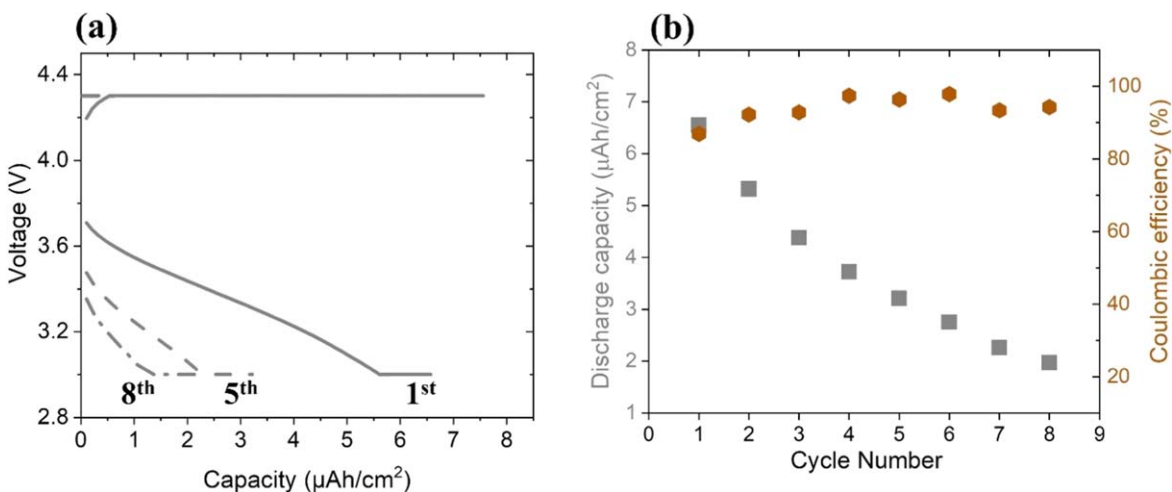 (a)
Voltage (V)
4.4
4.0
3.6
3.2
2.8
8th
5th
1st
0 1 2 3 4 5 6 7 8
Capacity (μAh/cm2)
(b)
Discharge capacity (μAh/cm2)
8
7
6
5
4
3
2
1
0 1 2 3 4 5 6 7 8 9
Cycle Number
100
80
60
40
20
Coulombic efficiency (%)